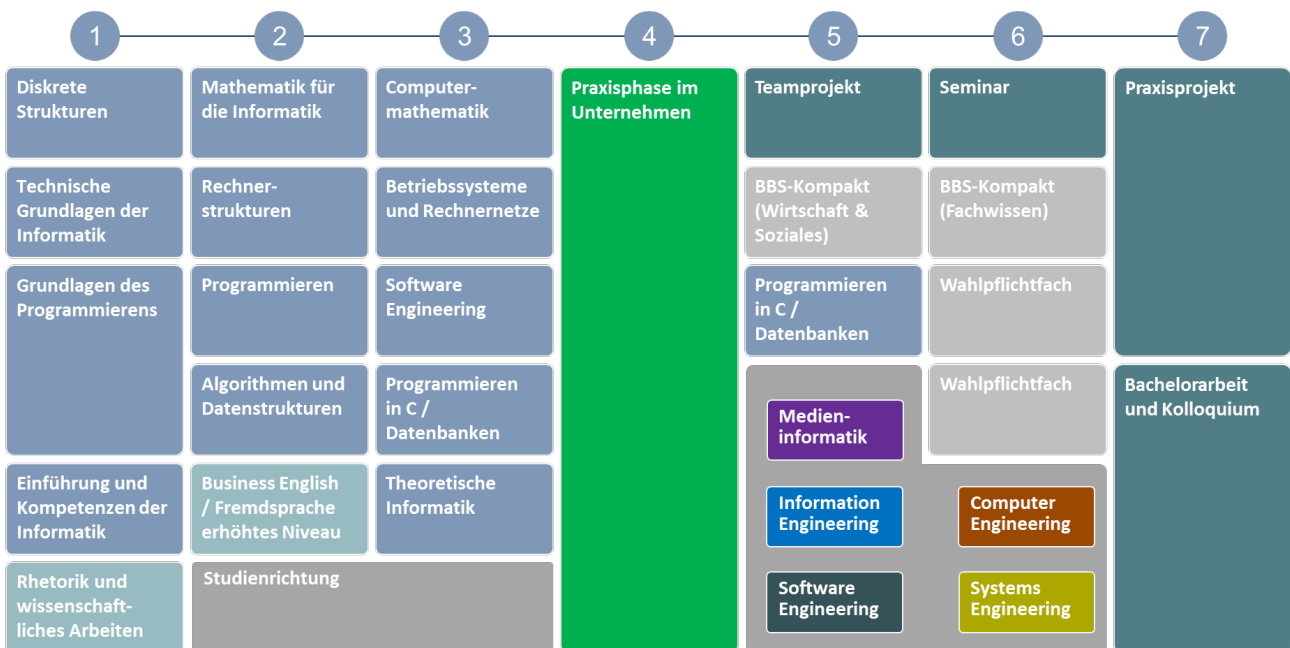 1
2
3
4
5
6
7
Diskrete
Strukturen
Technische
Grundlagen der
Informatik
Grundlagen des
Programmierens
Einführung und
Kompetenzen der
Informatik
Rhetorik und
wissenschaft-
liches Arbeiten
Mathematik für
die Informatik
Rechner-
strukturen
Programmieren
Algorithmen und
Datenstrukturen
Business English
/ Fremdsprache
erhöhtes Niveau
Studienrichtung
Computer-
mathematik
Betriebssysteme
und Rechnernetze
Software
Engineering
Programmieren
in C /
Datenbanken
Theoretische
Informatik
Praxisphase im
Unternehmen
Teamprojekt
BBS-Kompakt
(Wirtschaft &
Soziales)
Programmieren
in C /
Datenbanken
Medien-
informatik
Information
Engineering
Software
Engineering
Seminar
BBS-Kompakt
(Fachwissen)
Wahlpflichtfach
Wahlpflichtfach
Computer
Engineering
Systems
Engineering
Praxisprojekt
Bachelorarbeit
und Kolloquium